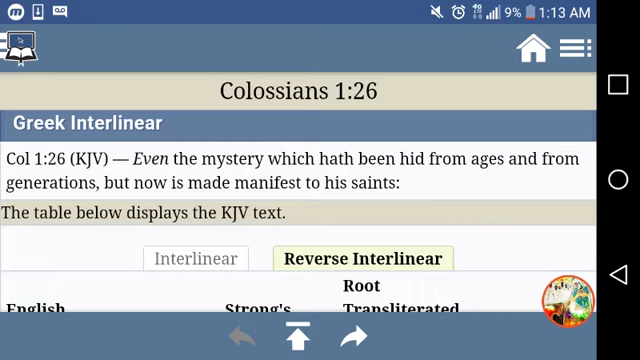 9% 1:13 AM
Colossians 1:26
Greek Interlinear
Col 1:26 (KJV) — Even the mystery which hath been hid from ages and from
generations, but now is made manifest to his saints:
The table below displays the KJV text.
Interlinear Reverse Interlinear
Root
English Strong's Transliterated